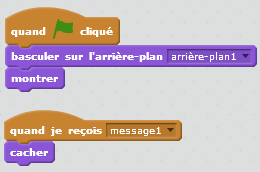 quand cliqué
basculer sur l'arrière-plan arrière-plan1
montrer
quand je reçois message1
cacher